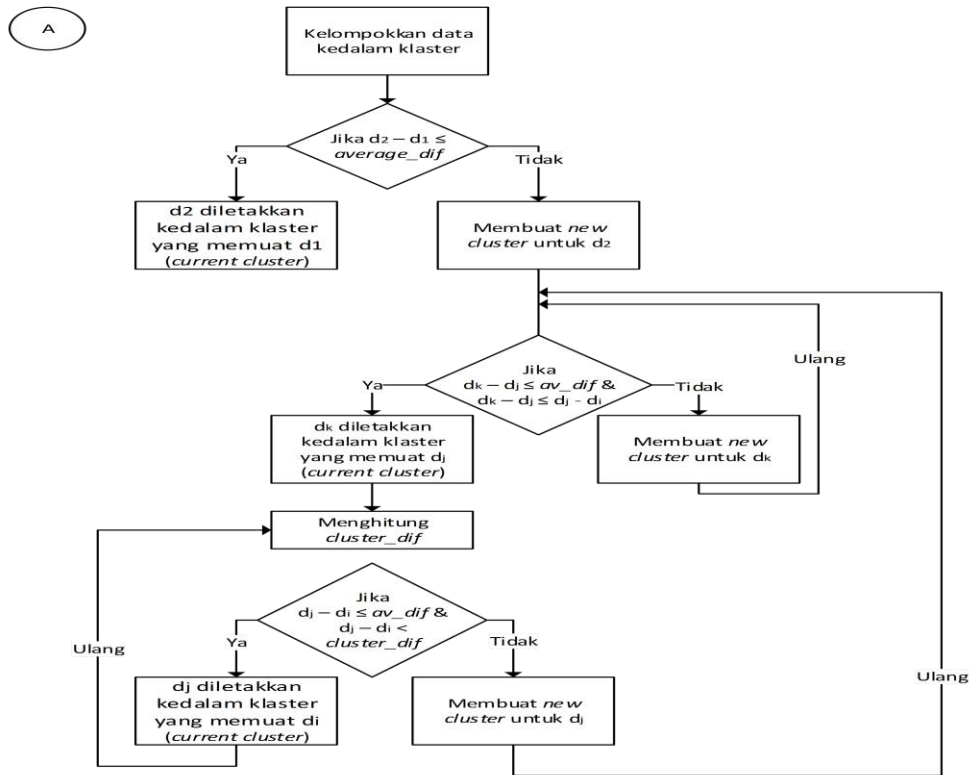 A
Kelompokkan data
kedalam klaster
Jika d2 – d1 ≤
average_dif
Ya
Tidak
d2 diletakkan
kedalam klaster
yang memuat d1
(current cluster)
Membuat new
cluster untuk d2
Ulang
Jika
dk – dj ≤ av_dif &
dk – dj ≤ dj - di
Ya
Tidak
dk diletakkan
kedalam klaster
yang memuat dj
(current cluster)
Membuat new
cluster untuk dk
Menghitung
cluster_dif
Jika
dj – di ≤ av_dif &
dj – di <
cluster_dif
Ya
Tidak
Ulang
Ulang
dj diletakkan
kedalam klaster
yang memuat di
(current cluster)
Membuat new
cluster untuk dj